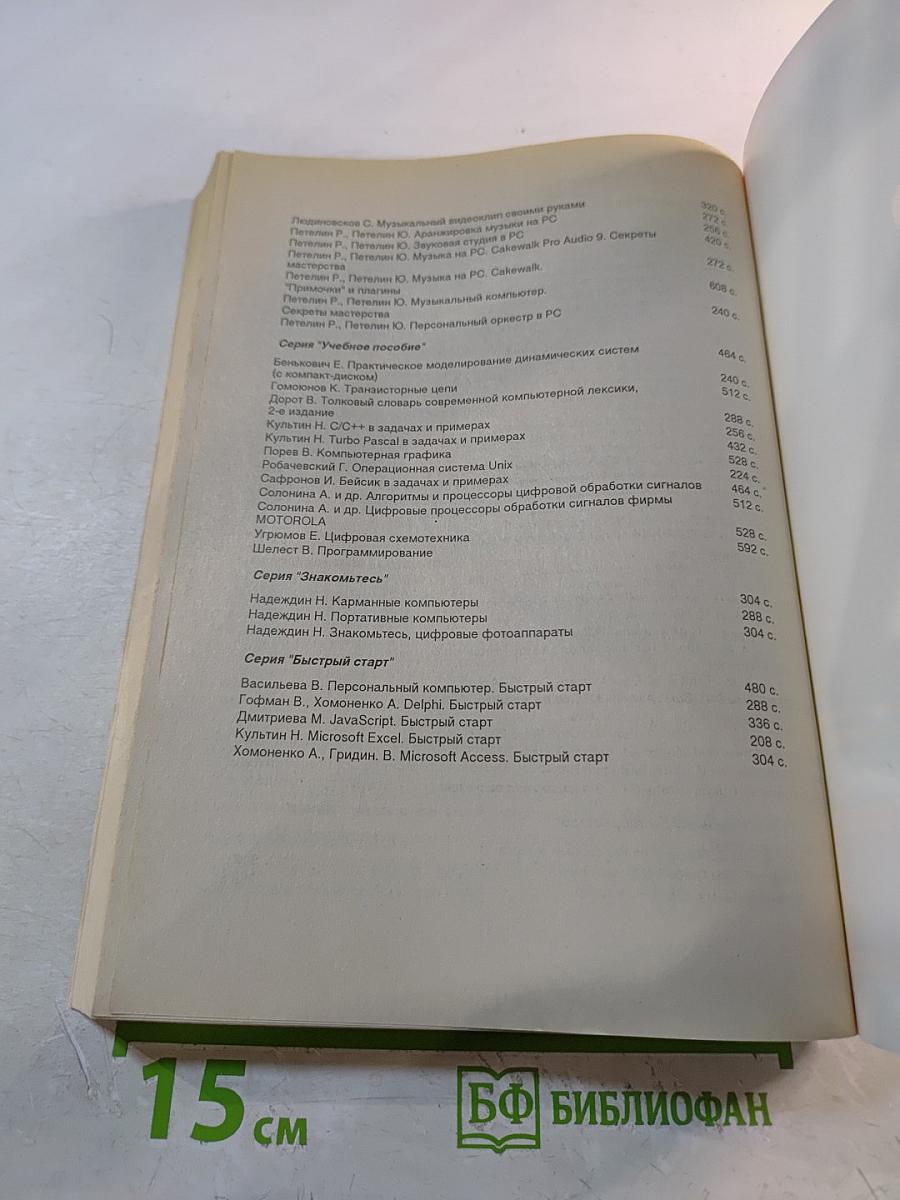 Людиновсков С. Музыкальный видеоклип своими руками 320 с.
Петелин Р., Петелин Ю. Аранжировка музыки на PC 272 с.
Петелин Р., Петелин Ю. Звуковая студия в PC 256 с.
Петелин Р., Петелин Ю. Музыка на PC. Cakewalk Pro Audio 9. Секреты 420 с.
мастерства
Петелин Р., Петелин Ю. Музыка на PC. Cakewalk. 272 с.
"Примочки" и плагины
Петелин Р., Петелин Ю. Музыкальный компьютер. 608 с.
Секреты мастерства
Петелин Р., Петелин Ю. Персональный оркестр в PC 240 с.
Серия "Учебное пособие"
Бенькович Е. Практическое моделирование динамических систем 464 с.
(с компакт-диском)
Гомоюнов К. Транзисторные цепи 240 с.
Дорот В. Толковый словарь современной компьютерной лексики, 512 с.
2-е издание
Культин Н. C/C++ в задачах и примерах 288 с.
Культин Н. Turbo Pascal в задачах и примерах 256 с.
Порев В. Компьютерная графика 432 с.
Робачевский Г. Операционная система Unix 528 с.
Сафронов И. Бейсик в задачах и примерах 224 с.
Солонина А. и др. Алгоритмы и процессоры цифровой обработки сигналов 464 с.
Солонина А. и др. Цифровые процессоры обработки сигналов фирмы 512 с.
MOTOROLA
Угрюмов Е. Цифровая схемотехника 528 с.
Шелест В. Программирование 592 с.
Серия "Знакомьтесь"
Надеждин Н. Карманные компьютеры 304 с.
Надеждин Н. Портативные компьютеры 288 с.
Надеждин Н. Знакомьтесь, цифровые фотоаппараты 304 с.
Серия "Быстрый старт"
Васильева В. Персональный компьютер. Быстрый старт 480 с.
Гофман В., Хомоненко А. Delphi. Быстрый старт 288 с.
Дмитриева М. JavaScript. Быстрый старт 336 с.
Культин Н. Microsoft Excel. Быстрый старт 208 с.
Хомоненко А., Гридин. В. Microsoft Access. Быстрый старт 304 с.
15 см
БФ БИБЛИОФАН